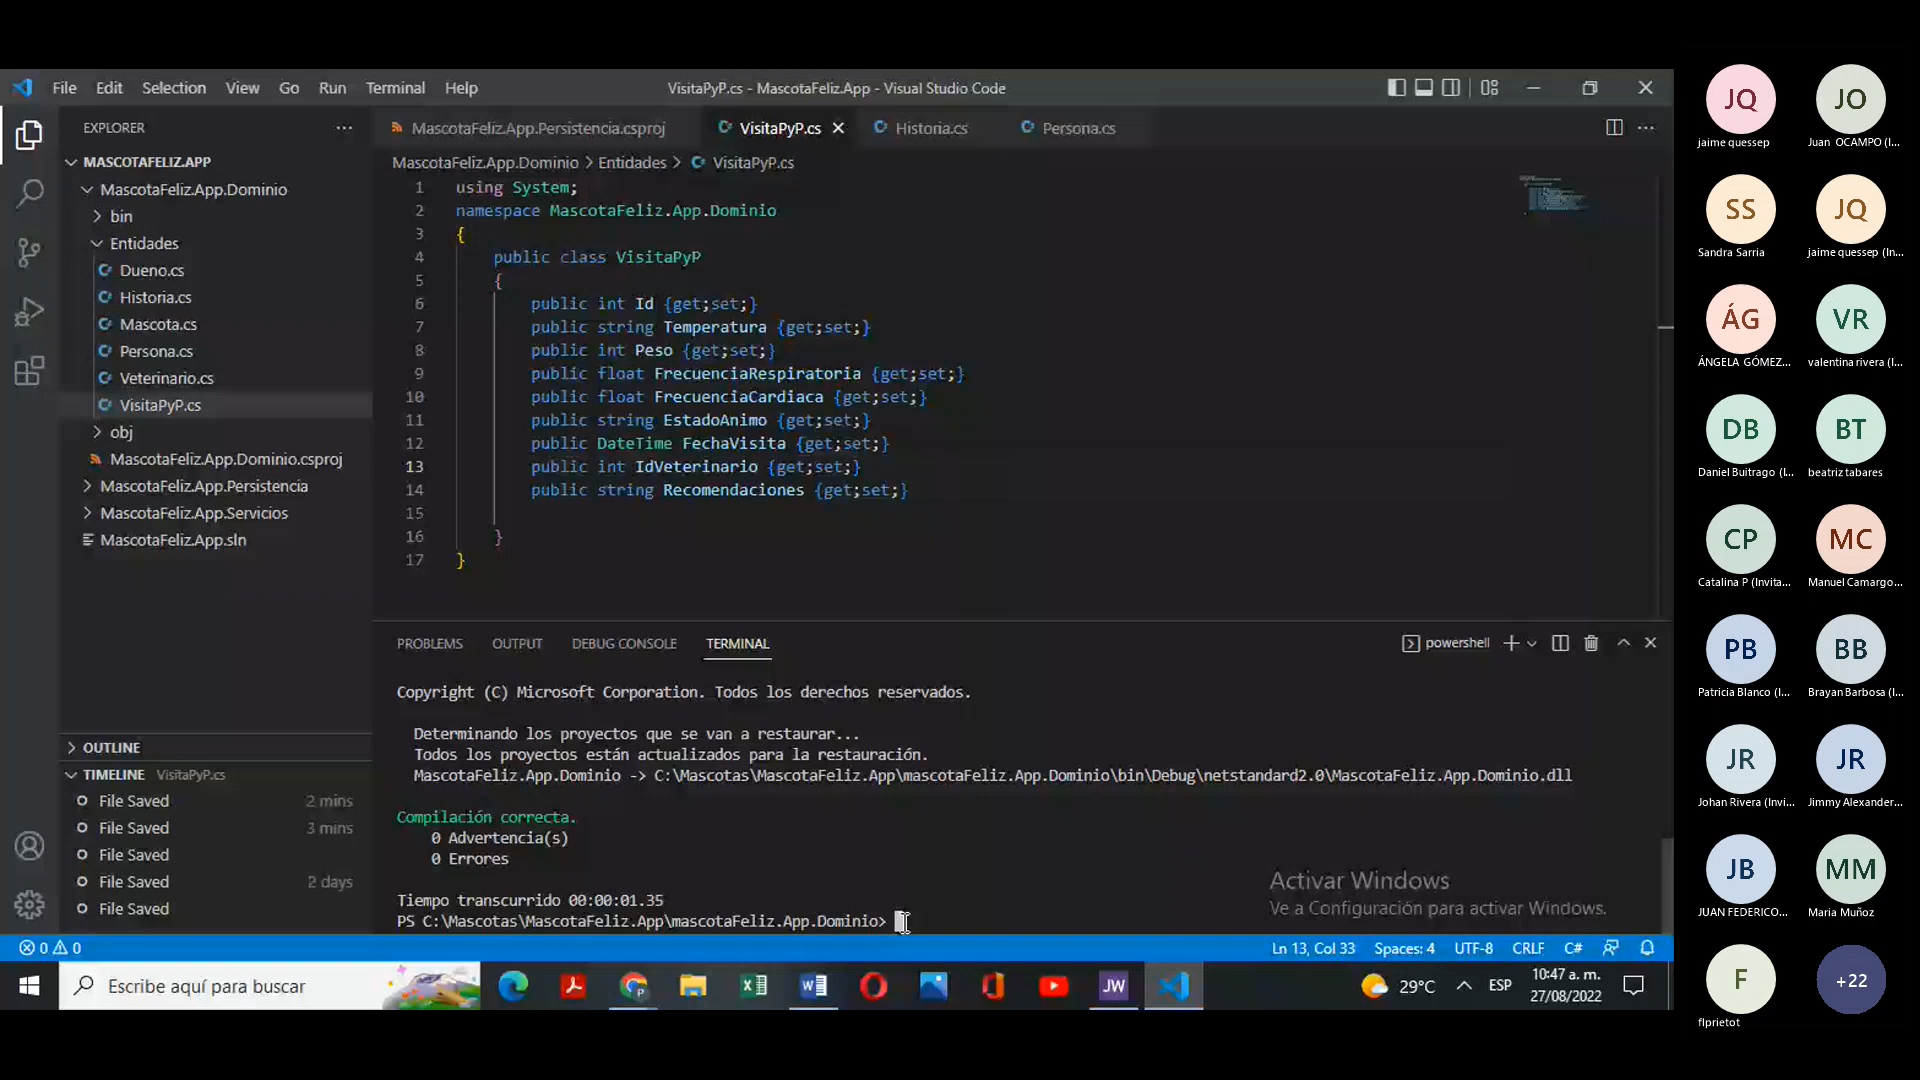 File Edit Selection View Go Run Terminal Help
VisitaPyP.cs - MascotaFeliz.App - Visual Studio Code
EXPLORER
MASCOTAFELIZ.APP
MascotaFeliz.App.Dominio
bin
Entidades
Dueno.cs
Historia.cs
Mascota.cs
Persona.cs
Veterinario.cs
VisitaPyP.cs
obj
MascotaFeliz.App.Dominio.csproj
MascotaFeliz.App.Persistencia
MascotaFeliz.App.Servicios
MascotaFeliz.App.sln
OUTLINE
TIMELINE VisitaPyP.cs
File Saved 2 mins
File Saved 3 mins
File Saved
File Saved 2 days
File Saved
MascotaFeliz.App.Persistencia.csproj VisitaPyP.cs Historia.cs Persona.cs
MascotaFeliz.App.Dominio > Entidades > VisitaPyP.cs
1 using System;
2 namespace MascotaFeliz.App.Dominio
3 {
4 public class VisitaPyP
5 {
6 public int Id {get;set;}
7 public string Temperatura {get;set;}
8 public int Peso {get;set;}
9 public float FrecuenciaRespiratoria {get;set;}
10 public float FrecuenciaCardiaca {get;set;}
11 public string EstadoAnimo {get;set;}
12 public DateTime FechaVisita {get;set;}
13 public int IdVeterinario {get;set;}
14 public string Recomendaciones {get;set;}
15
16 }
17 }
PROBLEMS OUTPUT DEBUG CONSOLE TERMINAL
powershell
Copyright (C) Microsoft Corporation. Todos los derechos reservados.
Determinando los proyectos que se van a restaurar...
Todos los proyectos están actualizados para la restauración.
MascotaFeliz.App.Dominio -> C:\Mascotas\MascotaFeliz.App\mascotaFeliz.App.Dominio\bin\Debug\netstandard2.0\MascotaFeliz.App.Dominio.dll
Compilación correcta.
0 Advertencia(s)
0 Errores
Tiempo transcurrido 00:00:01.35
PS C:\Mascotas\MascotaFeliz.App\mascotaFeliz.App.Dominio>
Activar Windows
Ve a Configuración para activar Windows.
0 0
Ln 13, Col 33 Spaces: 4 UTF-8 CRLF C#
Escribe aquí para buscar
JW
29°C
ESP
10:47 a. m.
27/08/2022
JQ JO
jaime quessep Juan OCAMPO (I...
SS JQ
Sandra Sarria jaime quessep (In...
ÁG VR
ÁNGELA GÓMEZ... valentina rivera (I...
DB BT
Daniel Buitrago (I... beatriz tabares
CP MC
Catalina P (Invita... Manuel Camargo...
PB BB
Patricia Blanco (I... Brayan Barbosa (I...
JR JR
Johan Rivera (Invi... Jimmy Alexander...
JB MM
JUAN FEDERICO... Maria Muñoz
F +22
flprietot